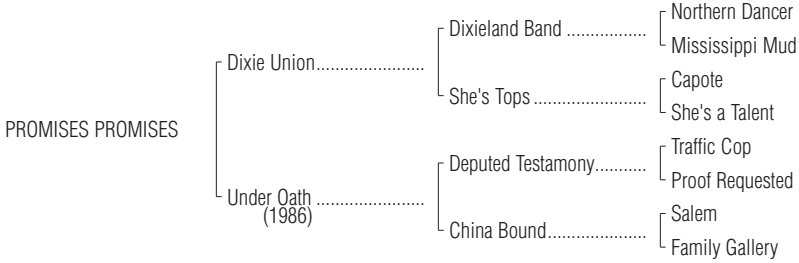 Northern Dancer
Dixieland Band ....................
Mississippi Mud
Dixie Union......................
Capote
She's Tops .......................
She's a Talent
PROMISES PROMISES
Traffic Cop
Deputed Testamony...........
Proof Requested
Under Oath ......................
(1986)
Salem
China Bound....................
Family Gallery